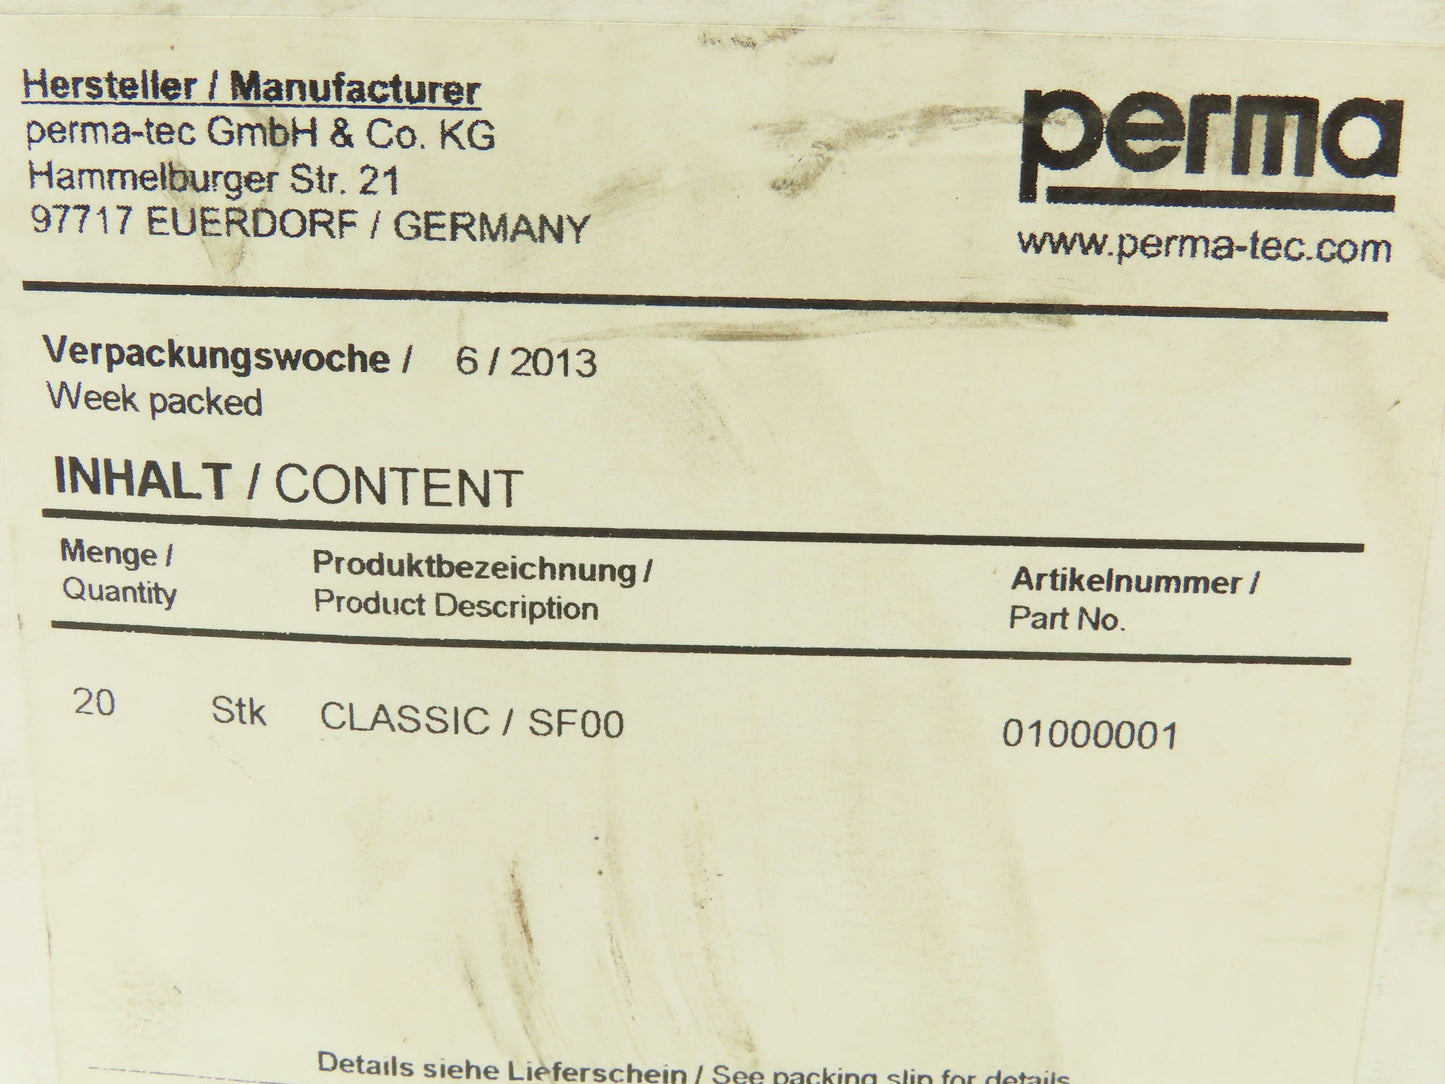 Hersteller / Manufacturer
perma-tec GmbH & Co. KG
Hammelburger Str. 21
97717 EUERDORF / GERMANY
perma
www.perma-tec.com
Verpackungswoche / 6 / 2013
Week packed
INHALT / CONTENT
Menge / Produktbezeichnung / Artikelnummer /
Quantity Product Description Part No.
20 Stk CLASSIC / SF00 01000001
Details siehe Lieferschein / See packing slip for details